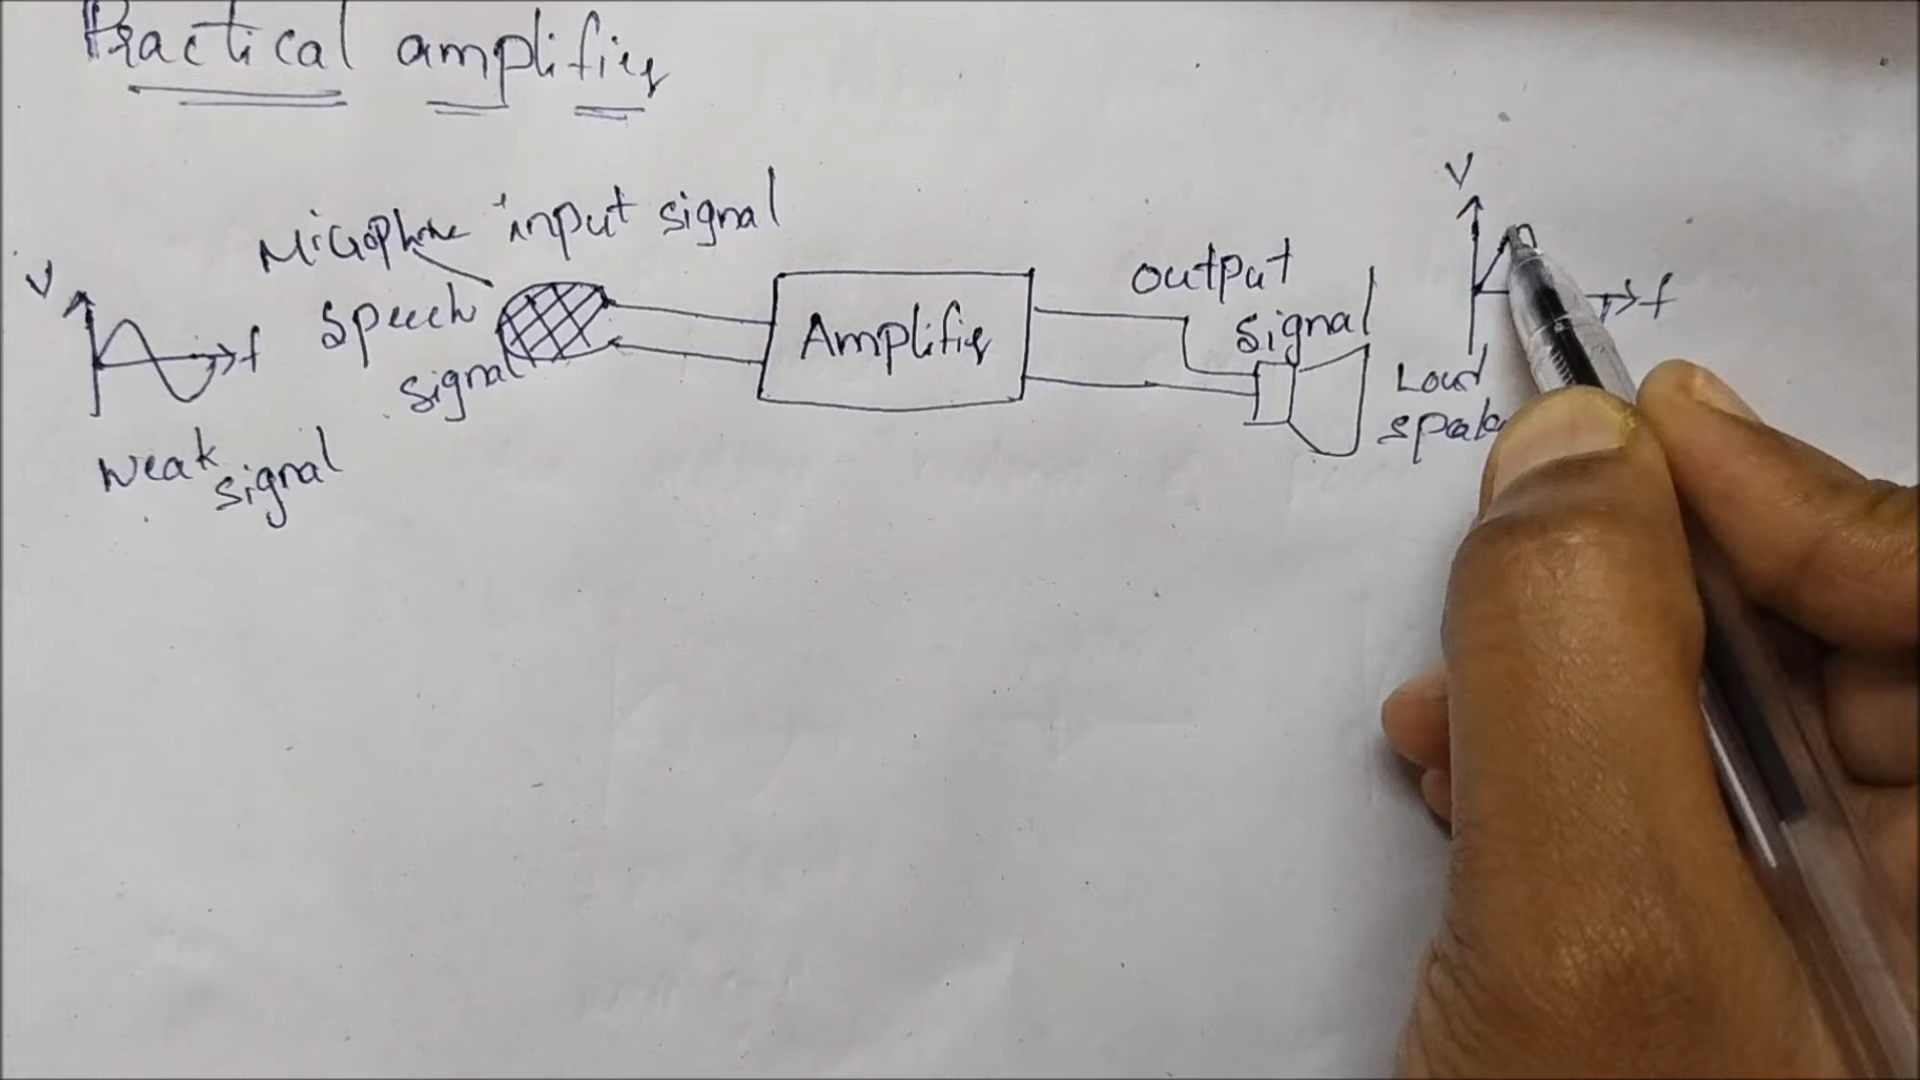 Practical amplifier
V
Microphone input signal
speech
signal
f
weak
signal
Amplifier
output
signal
Loud
V
f